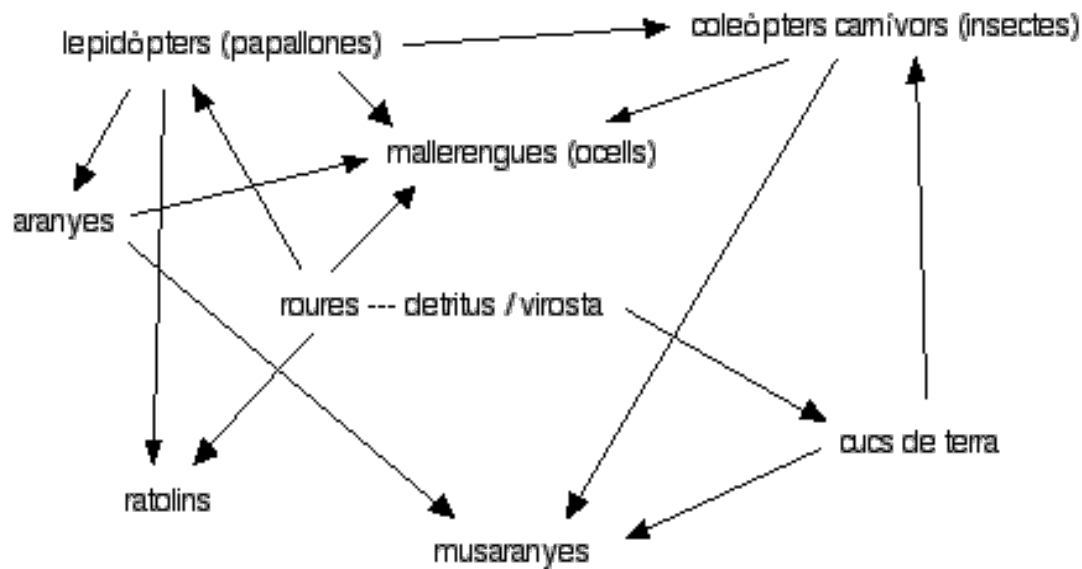 lepidòpters (papallones)
coleòpters carnívors (insectes)
mallerengues (ocells)
aranyes
roures --- detritus / virosta
cucs de terra
ratolins
musaranyes